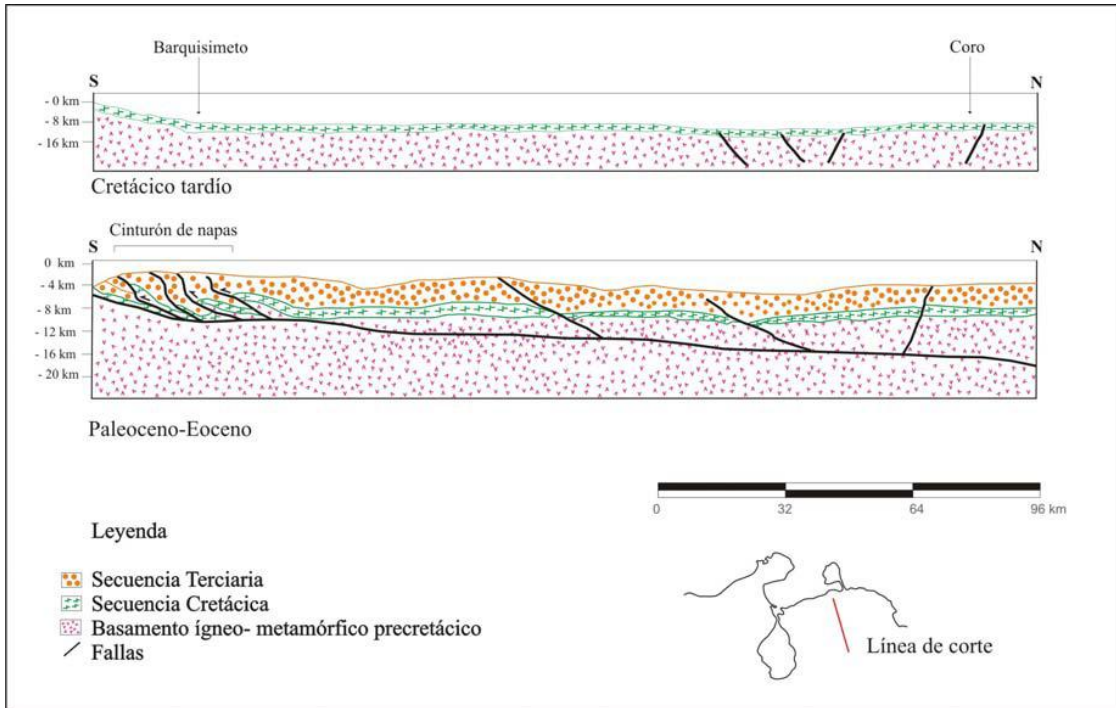 Barquisimeto
Coro
S
N
- 0 km
- 8 km
- 16 km
Cretácico tardío
Cinturón de napas
S
N
0 km
- 4 km
- 8 km
- 12 km
- 16 km
- 20 km
Paleoceno-Eoceno
0 32 64 96 km
Leyenda
Secuencia Terciaria
Secuencia Cretácica
Basamento ígneo- metamórfico precretácico
Fallas
Línea de corte